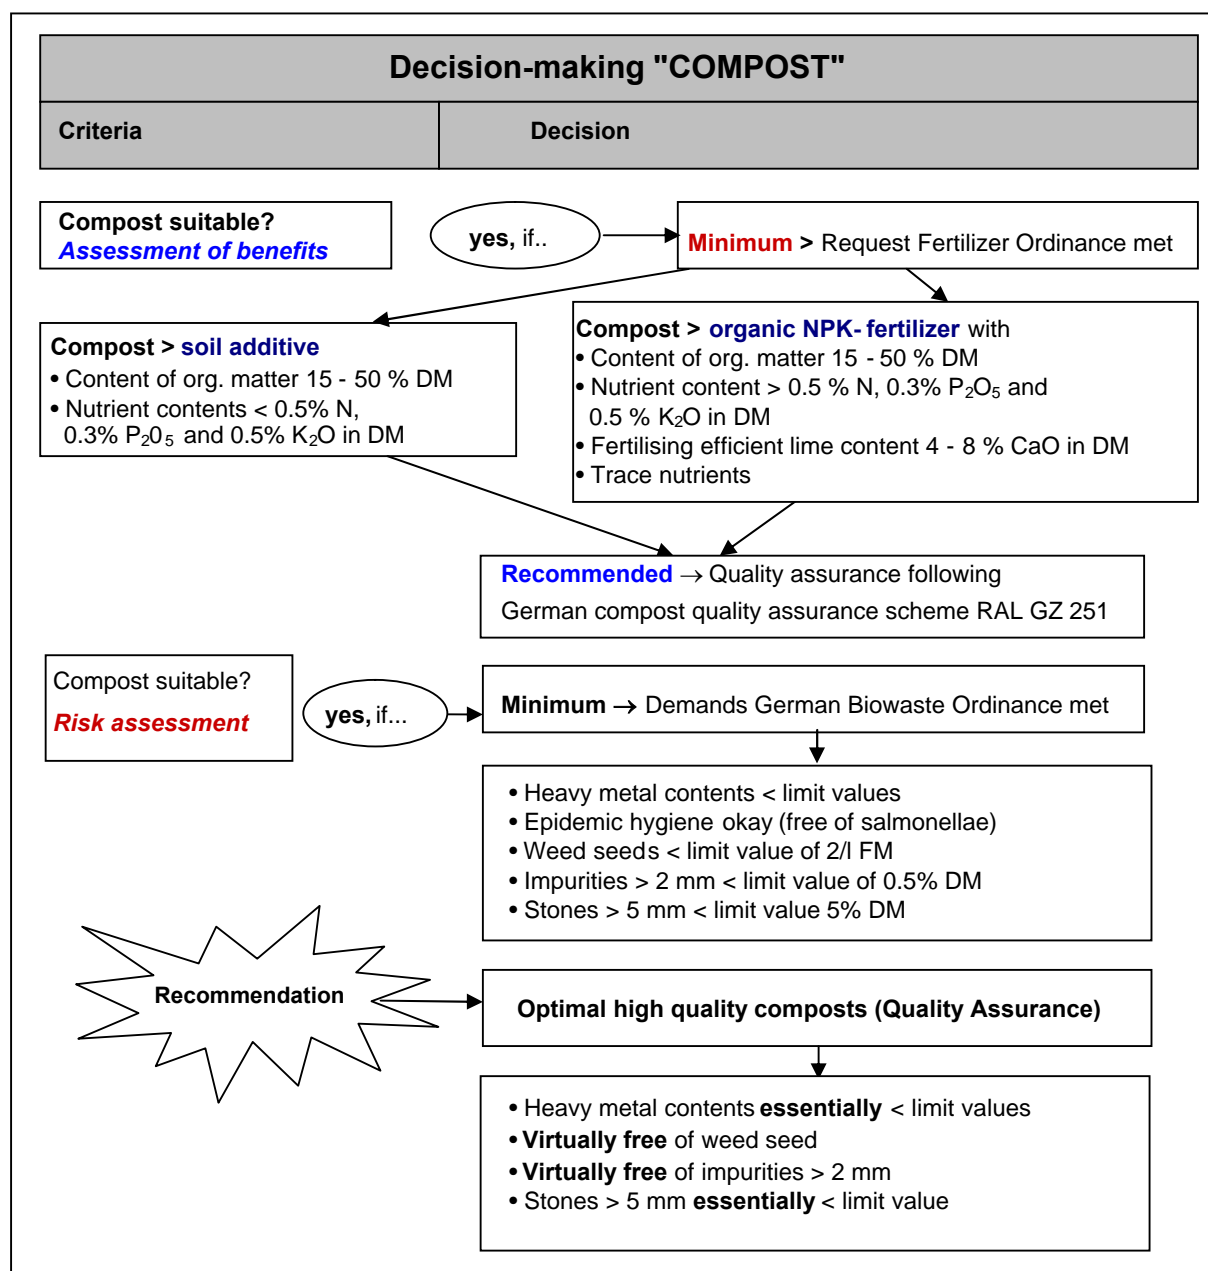 Decision-making "COMPOST"
Criteria
Decision
Compost suitable?
Assessment of benefits
yes, if..
Minimum > Request Fertilizer Ordinance met
Compost > soil additive
• Content of org. matter 15 - 50 % DM
• Nutrient contents < 0.5% N,
0.3% P₂0₅ and 0.5% K₂O in DM
Compost > organic NPK- fertilizer with
• Content of org. matter 15 - 50 % DM
• Nutrient content > 0.5 % N, 0.3% P₂O₅ and
0.5 % K₂O in DM
• Fertilising efficient lime content 4 - 8 % CaO in DM
• Trace nutrients
Recommended → Quality assurance following
German compost quality assurance scheme RAL GZ 251
Compost suitable?
Risk assessment
yes, if...
Minimum → Demands German Biowaste Ordinance met
• Heavy metal contents < limit values
• Epidemic hygiene okay (free of salmonellae)
• Weed seeds < limit value of 2/l FM
• Impurities > 2 mm < limit value of 0.5% DM
• Stones > 5 mm < limit value 5% DM
Recommendation
Optimal high quality composts (Quality Assurance)
• Heavy metal contents essentially < limit values
• Virtually free of weed seed
• Virtually free of impurities > 2 mm
• Stones > 5 mm essentially < limit value